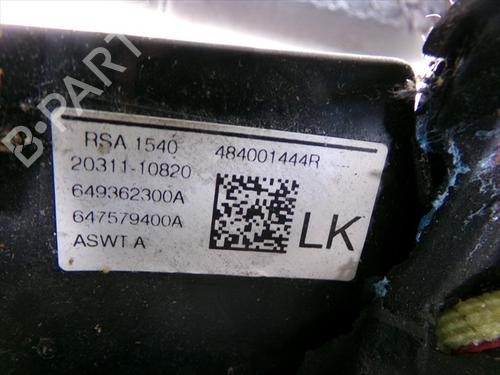 B-PARTS
RSA 1540 484001444R
20311-10820
649362300A
647579400A
ASWT A
LK